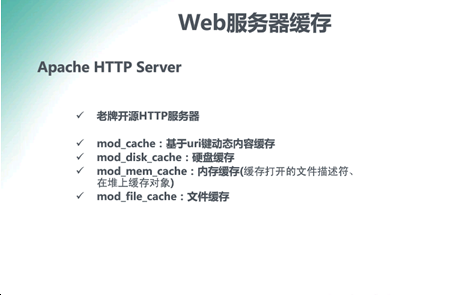 Web服务器缓存
Apache HTTP Server
✓ 老牌开源HTTP服务器
✓ mod_cache：基于uri键动态内容缓存
✓ mod_disk_cache：硬盘缓存
✓ mod_mem_cache：内存缓存(缓存打开的文件描述符、
在堆上缓存对象)
✓ mod_file_cache：文件缓存